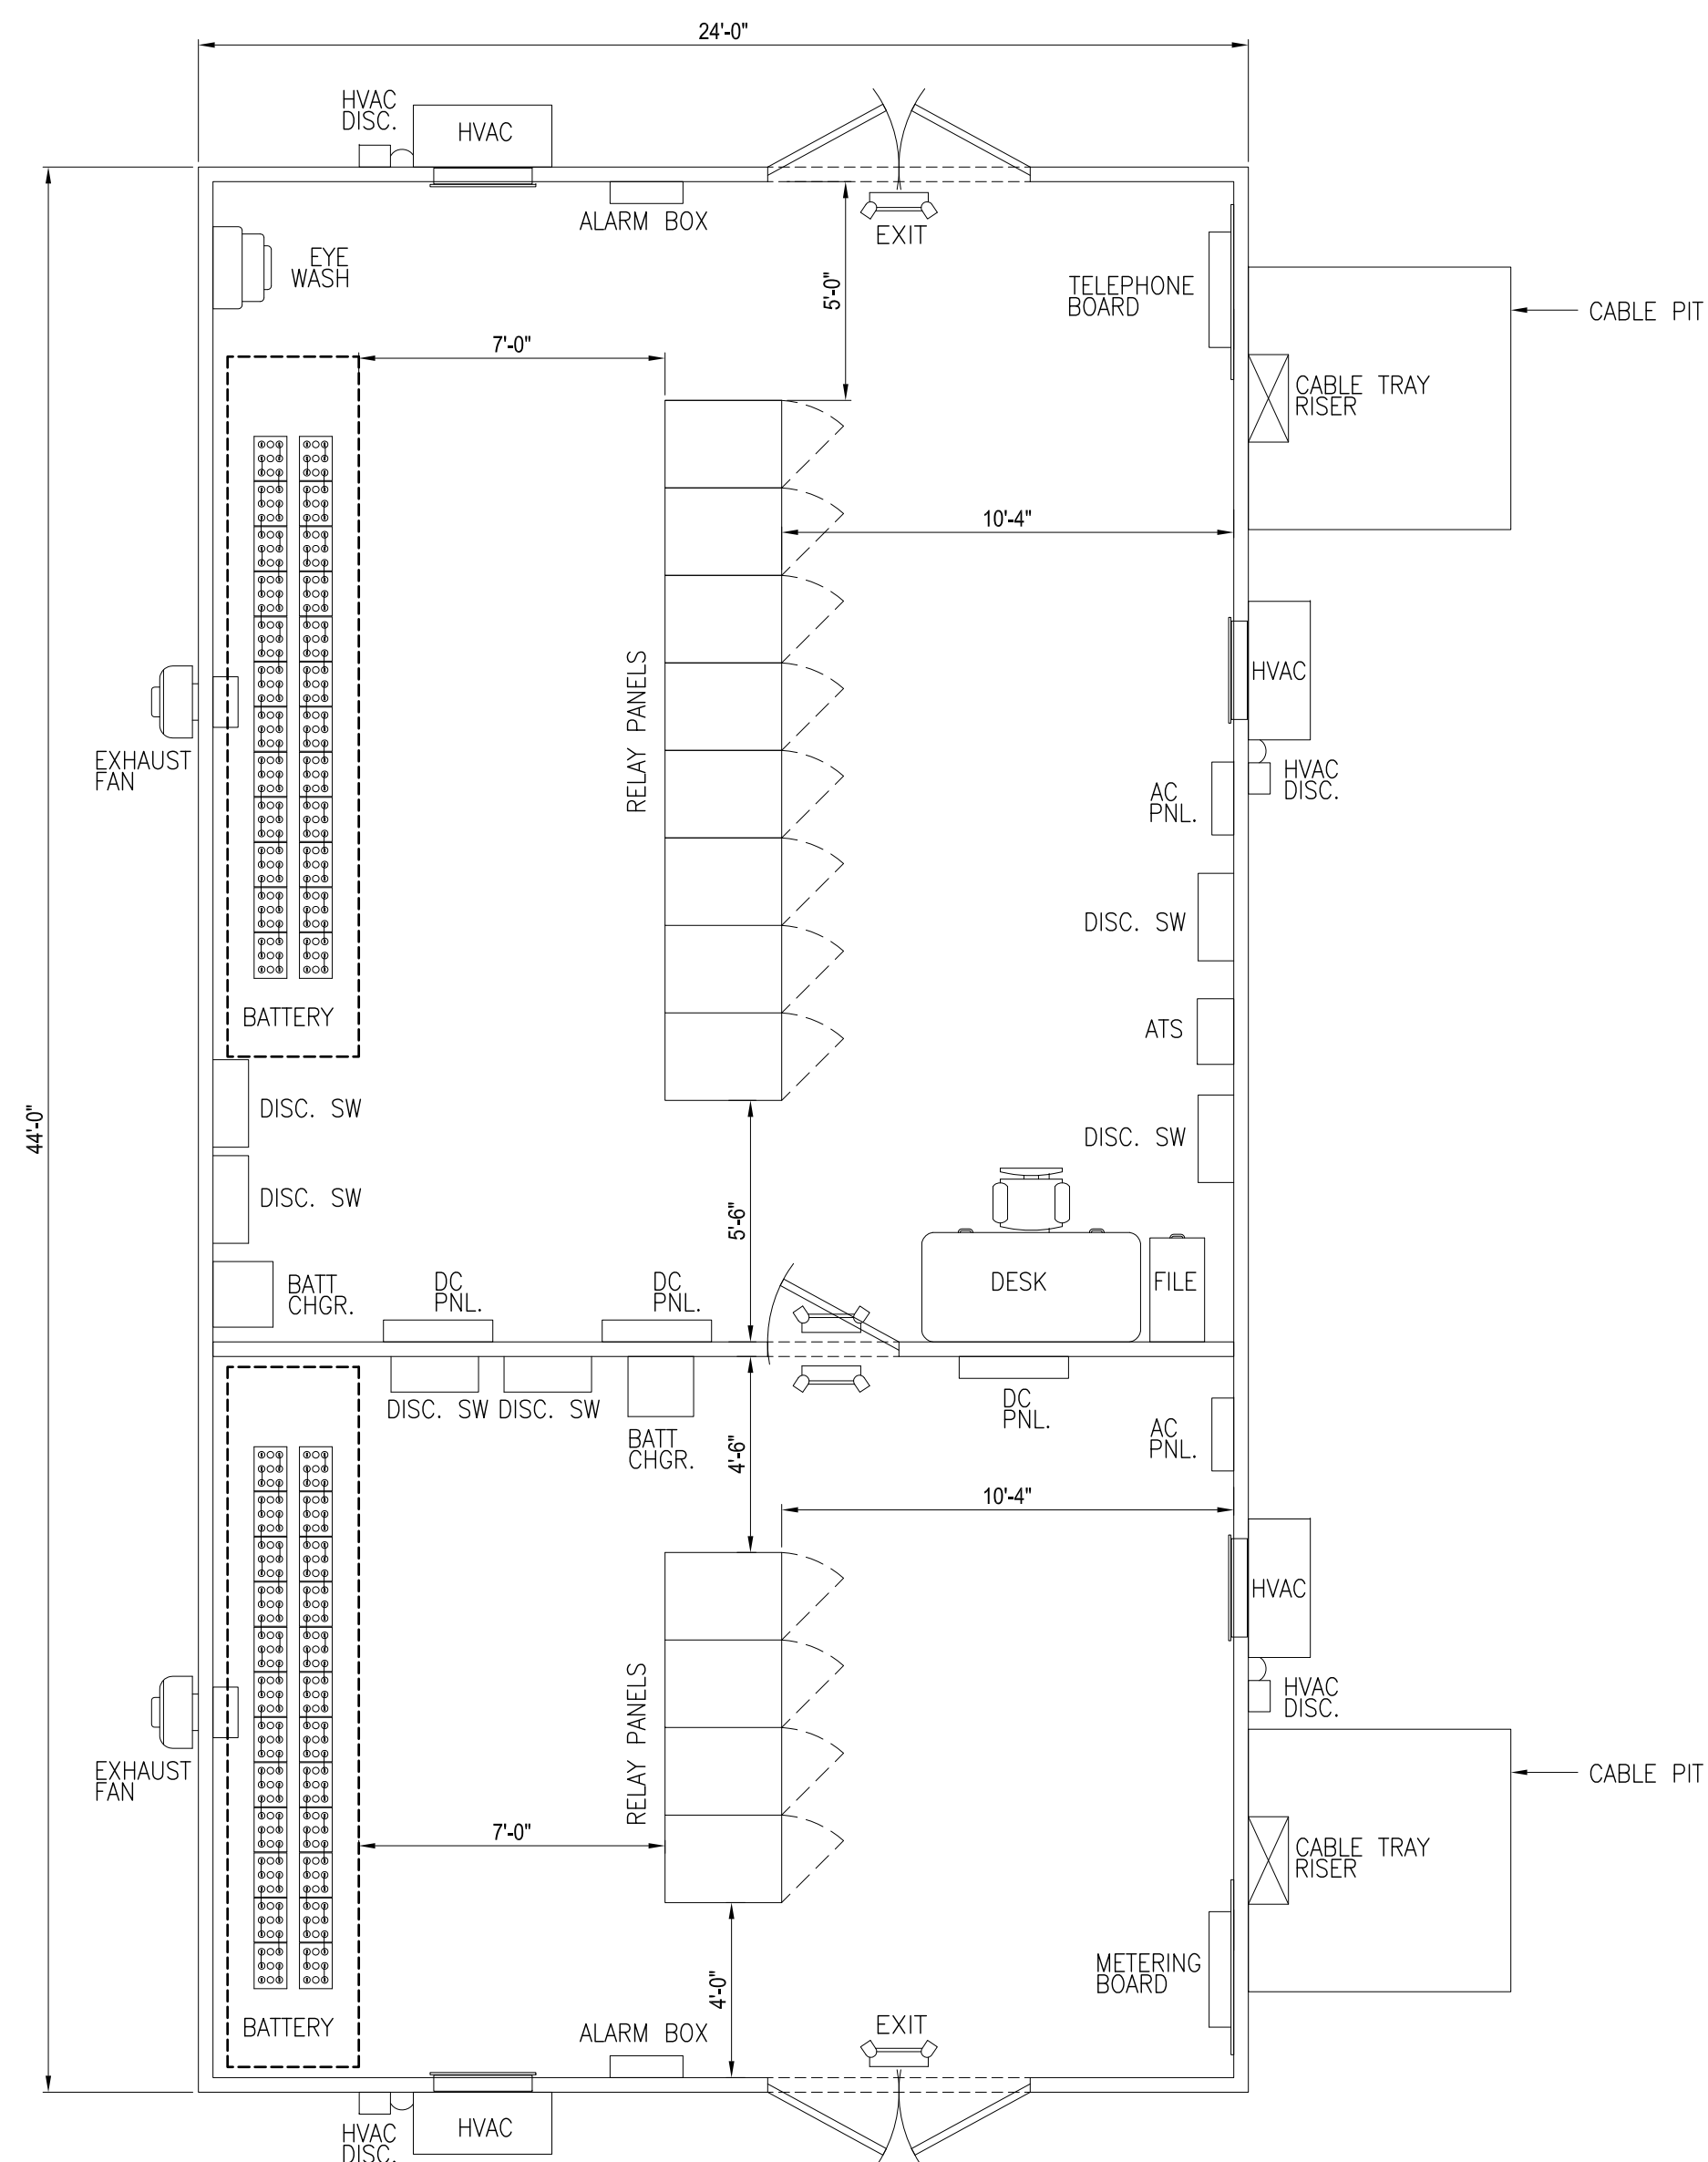 24'-0"
HVAC
DISC.
HVAC
ALARM BOX
EXIT
EYE
WASH
5'-0"
TELEPHONE
BOARD
CABLE PIT
7'-0"
CABLE TRAY
RISER
10'-4"
RELAY PANELS
HVAC
EXHAUST
FAN
HVAC
DISC.
AC
PNL.
DISC. SW
BATTERY
ATS
44'-0"
DISC. SW
DISC. SW
DISC. SW
5'-6"
BATT
CHGR.
DC
PNL.
DC
PNL.
DESK
FILE
DISC. SW
DISC. SW
BATT
CHGR.
4'-6"
DC
PNL.
AC
PNL.
10'-4"
HVAC
RELAY PANELS
HVAC
DISC.
EXHAUST
FAN
CABLE PIT
7'-0"
CABLE TRAY
RISER
METERING
BOARD
4'-0"
BATTERY
ALARM BOX
EXIT
HVAC
DISC.
HVAC